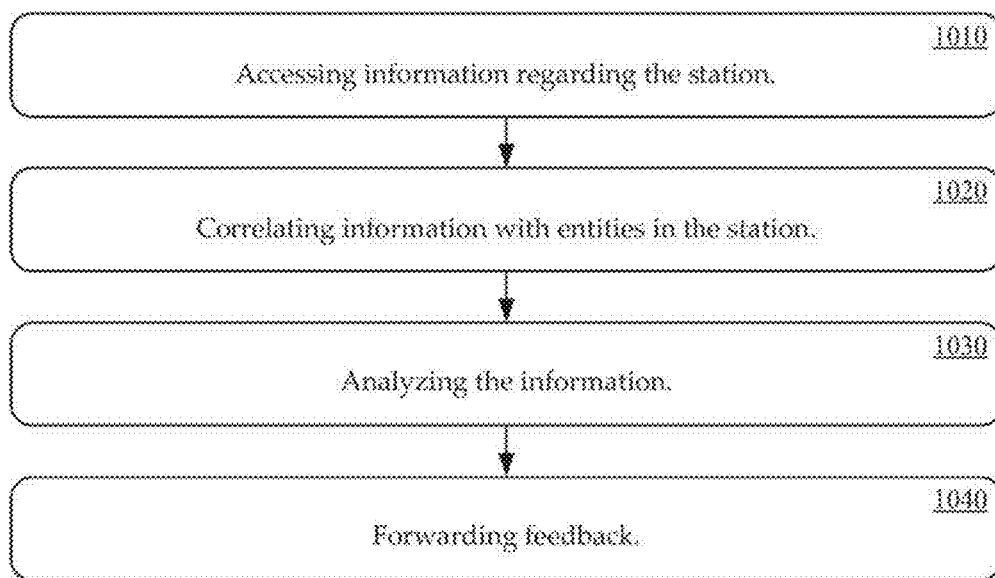 1010
Accessing information regarding the station.
1020
Correlating information with entities in the station.
1030
Analyzing the information.
1040
Forwarding feedback.